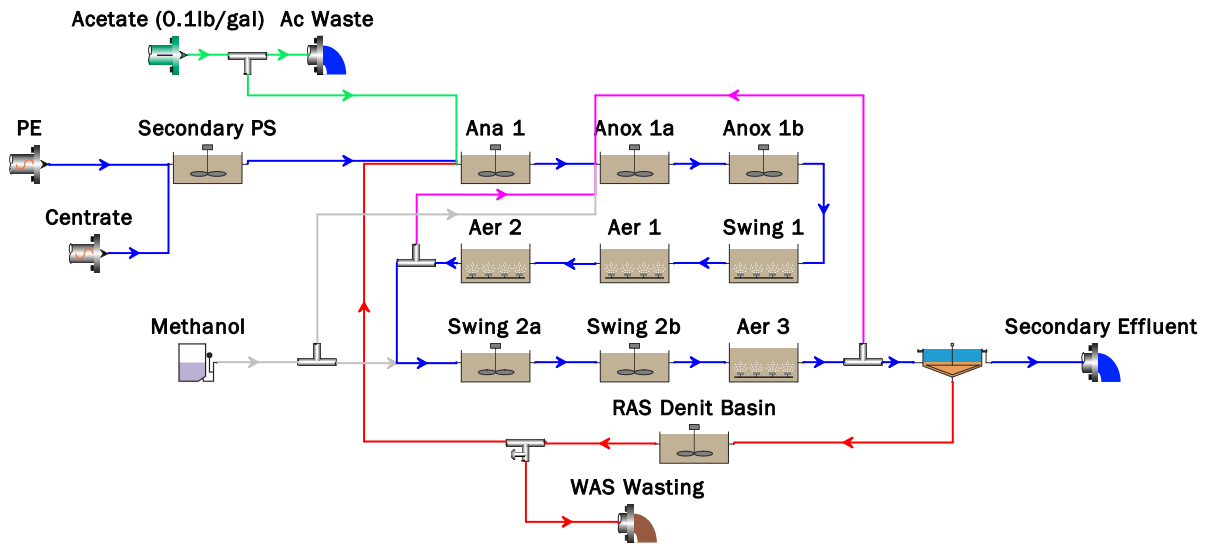 Acetate (0.1lb/gal) Ac Waste
PE
Secondary PS
Ana 1
Anox 1a
Anox 1b
Centrate
Aer 2
Aer 1
Swing 1
Methanol
Swing 2a
Swing 2b
Aer 3
Secondary Effluent
RAS Denit Basin
WAS Wasting